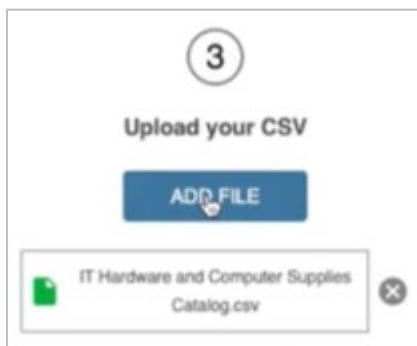 3
Upload your CSV
ADD FILE
IT Hardware and Computer Supplies
Catalog.csv